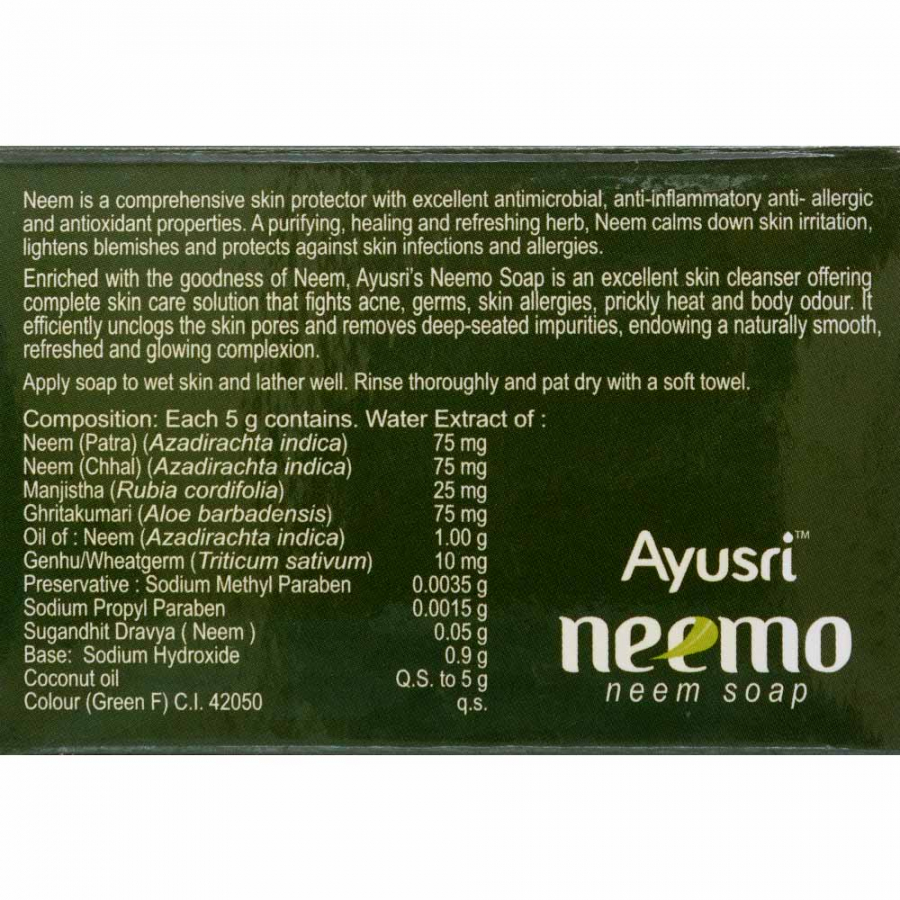 Neem is a comprehensive skin protector with excellent antimicrobial, anti-inflammatory anti- allergic
and antioxidant properties. A purifying, healing and refreshing herb, Neem calms down skin irritation,
lightens blemishes and protects against skin infections and allergies.
Enriched with the goodness of Neem, Ayusri's Neemo Soap is an excellent skin cleanser offering
complete skin care solution that fights acne, germs, skin allergies, prickly heat and body odour. It
efficiently unclogs the skin pores and removes deep-seated impurities, endowing a naturally smooth,
refreshed and glowing complexion.
Apply soap to wet skin and lather well. Rinse thoroughly and pat dry with a soft towel.
Composition: Each 5 g contains. Water Extract of :
Neem (Patra) (Azadirachta indica) 75 mg
Neem (Chhal) (Azadirachta indica) 75 mg
Manjistha (Rubia cordifolia) 25 mg
Ghritakumari (Aloe barbadensis) 75 mg
Oil of : Neem (Azadirachta indica) 1.00 g
Genhu/Wheatgerm (Triticum sativum) 10 mg
Preservative : Sodium Methyl Paraben 0.0035 g
Sodium Propyl Paraben 0.0015 g
Sugandhit Dravya ( Neem ) 0.05 g
Base: Sodium Hydroxide 0.9 g
Coconut oil Q.S. to 5 g
Colour (Green F) C.I. 42050 q.s.
Ayusri™
neemo
neem soap